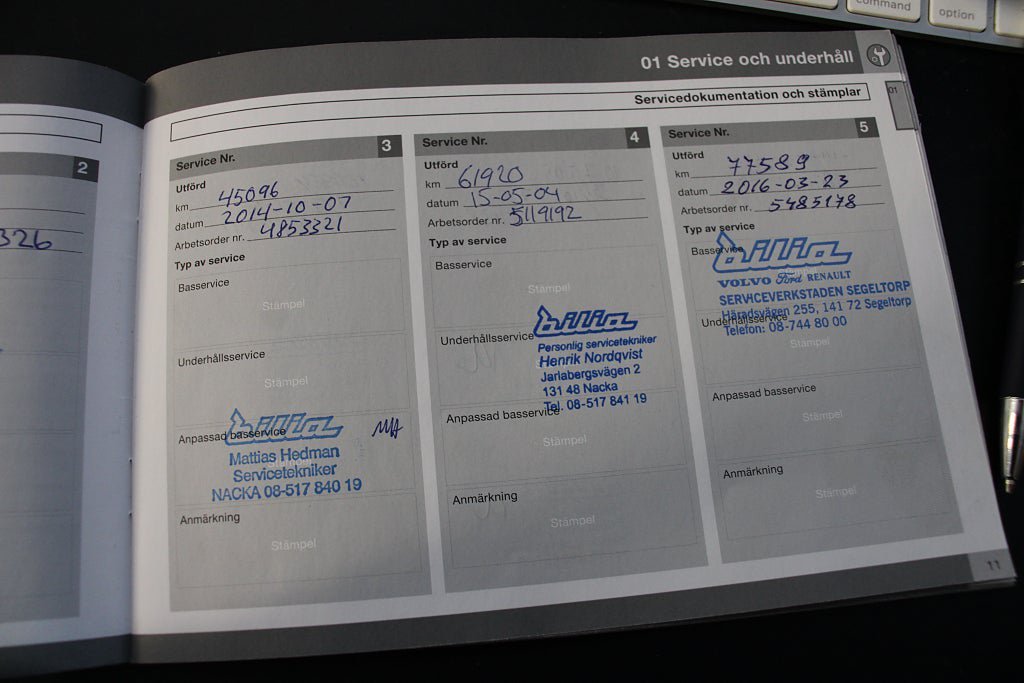 command
option
01 Service och underhåll
01
Servicedokumentation och stämplar
2
326
Service Nr. 3
Utförd
km 45096
datum 2014-10-07
Arbetsorder nr. 4853321
Typ av service
Basservice
Stämpel
Underhållsservice
Stämpel
Anpassad basservice
bilia
Mattias Hedman
Servicetekniker
NACKA 08-517 840 19
Anmärkning
Stämpel
Service Nr. 4
Utförd
km 61920
datum 15-05-04
Arbetsorder nr. 5119192
Typ av service
Basservice
Stämpel
Underhållsservice
bilia
Personlig servicetekniker
Henrik Nordqvist
Jarlabergsvägen 2
131 48 Nacka
Tel. 08-517 841 19
Anpassad basservice
Stämpel
Anmärkning
Stämpel
Service Nr. 5
Utförd
km 77589
datum 2016-03-23
Arbetsorder nr. 5485178
Typ av service
Basservice
bilia
Stämpel
VOLVO Ford RENAULT
SERVICEVERKSTADEN SEGELTORP
Häradsvägen 255, 141 72 Segeltorp
Underhållsservice
Telefon: 08-744 80 00
Stämpel
Anpassad basservice
Stämpel
Anmärkning
Stämpel
11